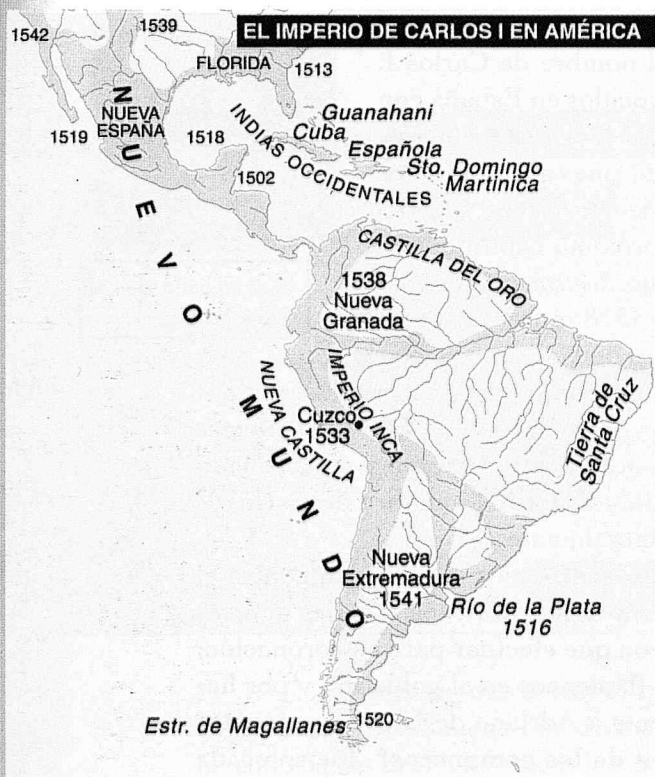 EL IMPERIO DE CARLOS I EN AMÉRICA
1542
1539
FLORIDA
1513
NUEVA
ESPAÑA
1519
1518
Guanahani
Cuba
Española
Sto. Domingo
Martinica
INDIAS OCCIDENTALES
1502
NUEVO MUNDO
CASTILLA DEL ORO
1538
Nueva
Granada
IMPERIO INCA
NUEVA CASTILLA
Cuzco
1533
Tierra de
Santa Cruz
Nueva
Extremadura
1541
Río de la Plata
1516
Estr. de Magallanes
1520